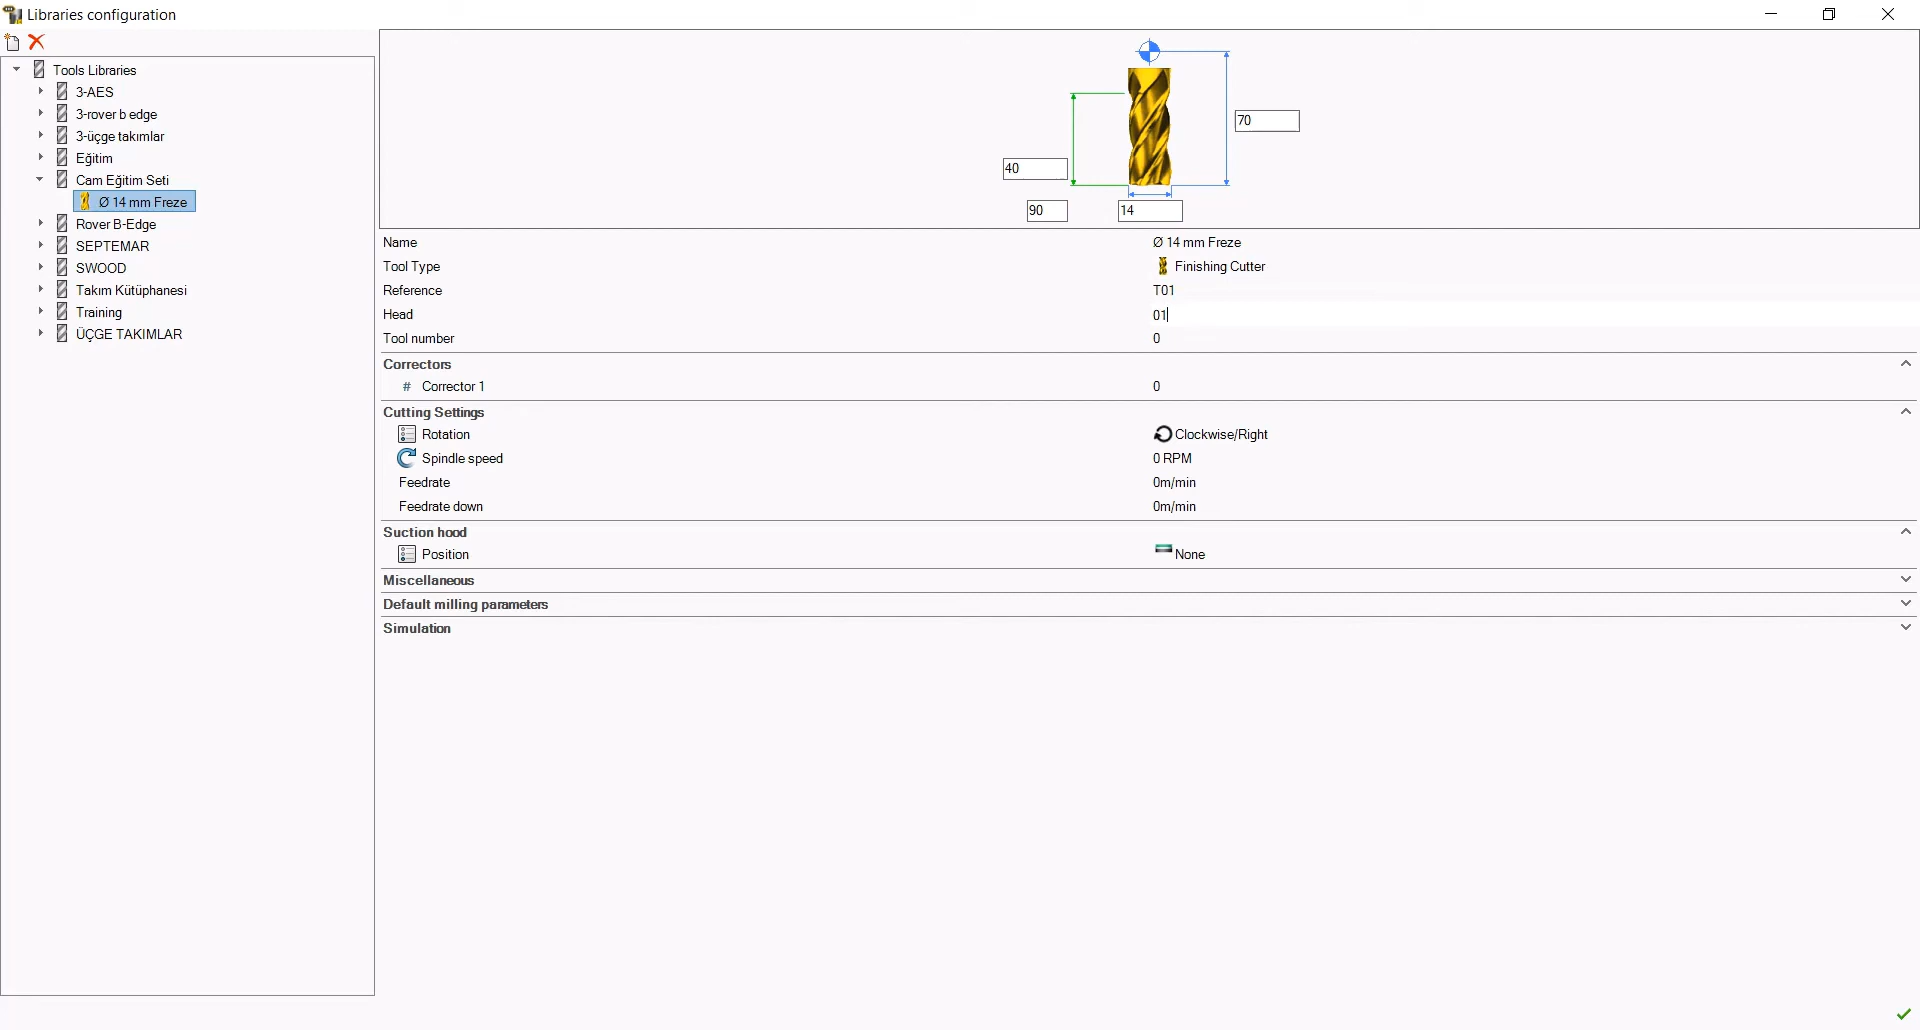 Libraries configuration
Tools Libraries
3-AES
3-rover b edge
3-üçge takımlar
Eğitim
Cam Eğitim Seti
Ø 14 mm Freze
Rover B-Edge
SEPTEMAR
SWOOD
Takım Kütüphanesi
Training
ÜÇGE TAKIMLAR
70
40
90
14
Name Ø 14 mm Freze
Tool Type Finishing Cutter
Reference T01
Head 01
Tool number 0
Correctors
# Corrector 1 0
Cutting Settings
Rotation Clockwise/Right
Spindle speed 0 RPM
Feedrate 0m/min
Feedrate down 0m/min
Suction hood
Position None
Miscellaneous
Default milling parameters
Simulation